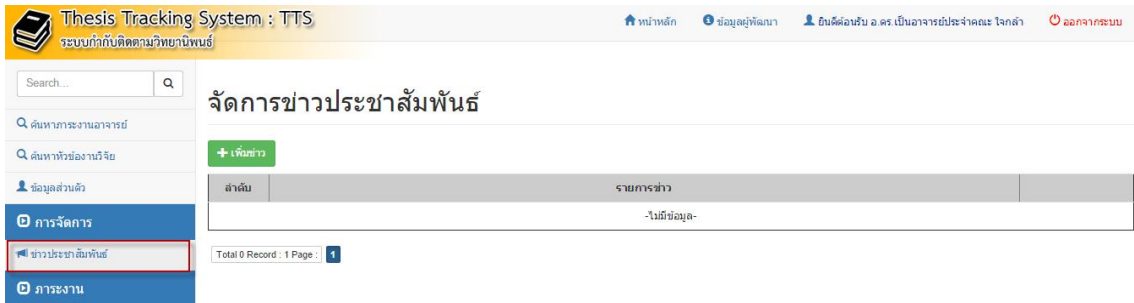 Thesis Tracking System : TTS
ระบบกำกับติดตามวิทยานิพนธ์
หน้าหลัก
ข้อมูลผู้พัฒนา
ยินดีต้อนรับ อ.ดร.เป็นอาจารย์ประจำคณะ ใจกล้า
ออกจากระบบ
Search...
ค้นหาภาระงานอาจารย์
ค้นหาหัวข้องานวิจัย
ข้อมูลส่วนตัว
การจัดการ
ข่าวประชาสัมพันธ์
ภาระงาน
จัดการข่าวประชาสัมพันธ์
เพิ่มข่าว
ลำดับ รายการข่าว
-ไม่มีข้อมูล-
Total 0 Record : 1 Page : 1